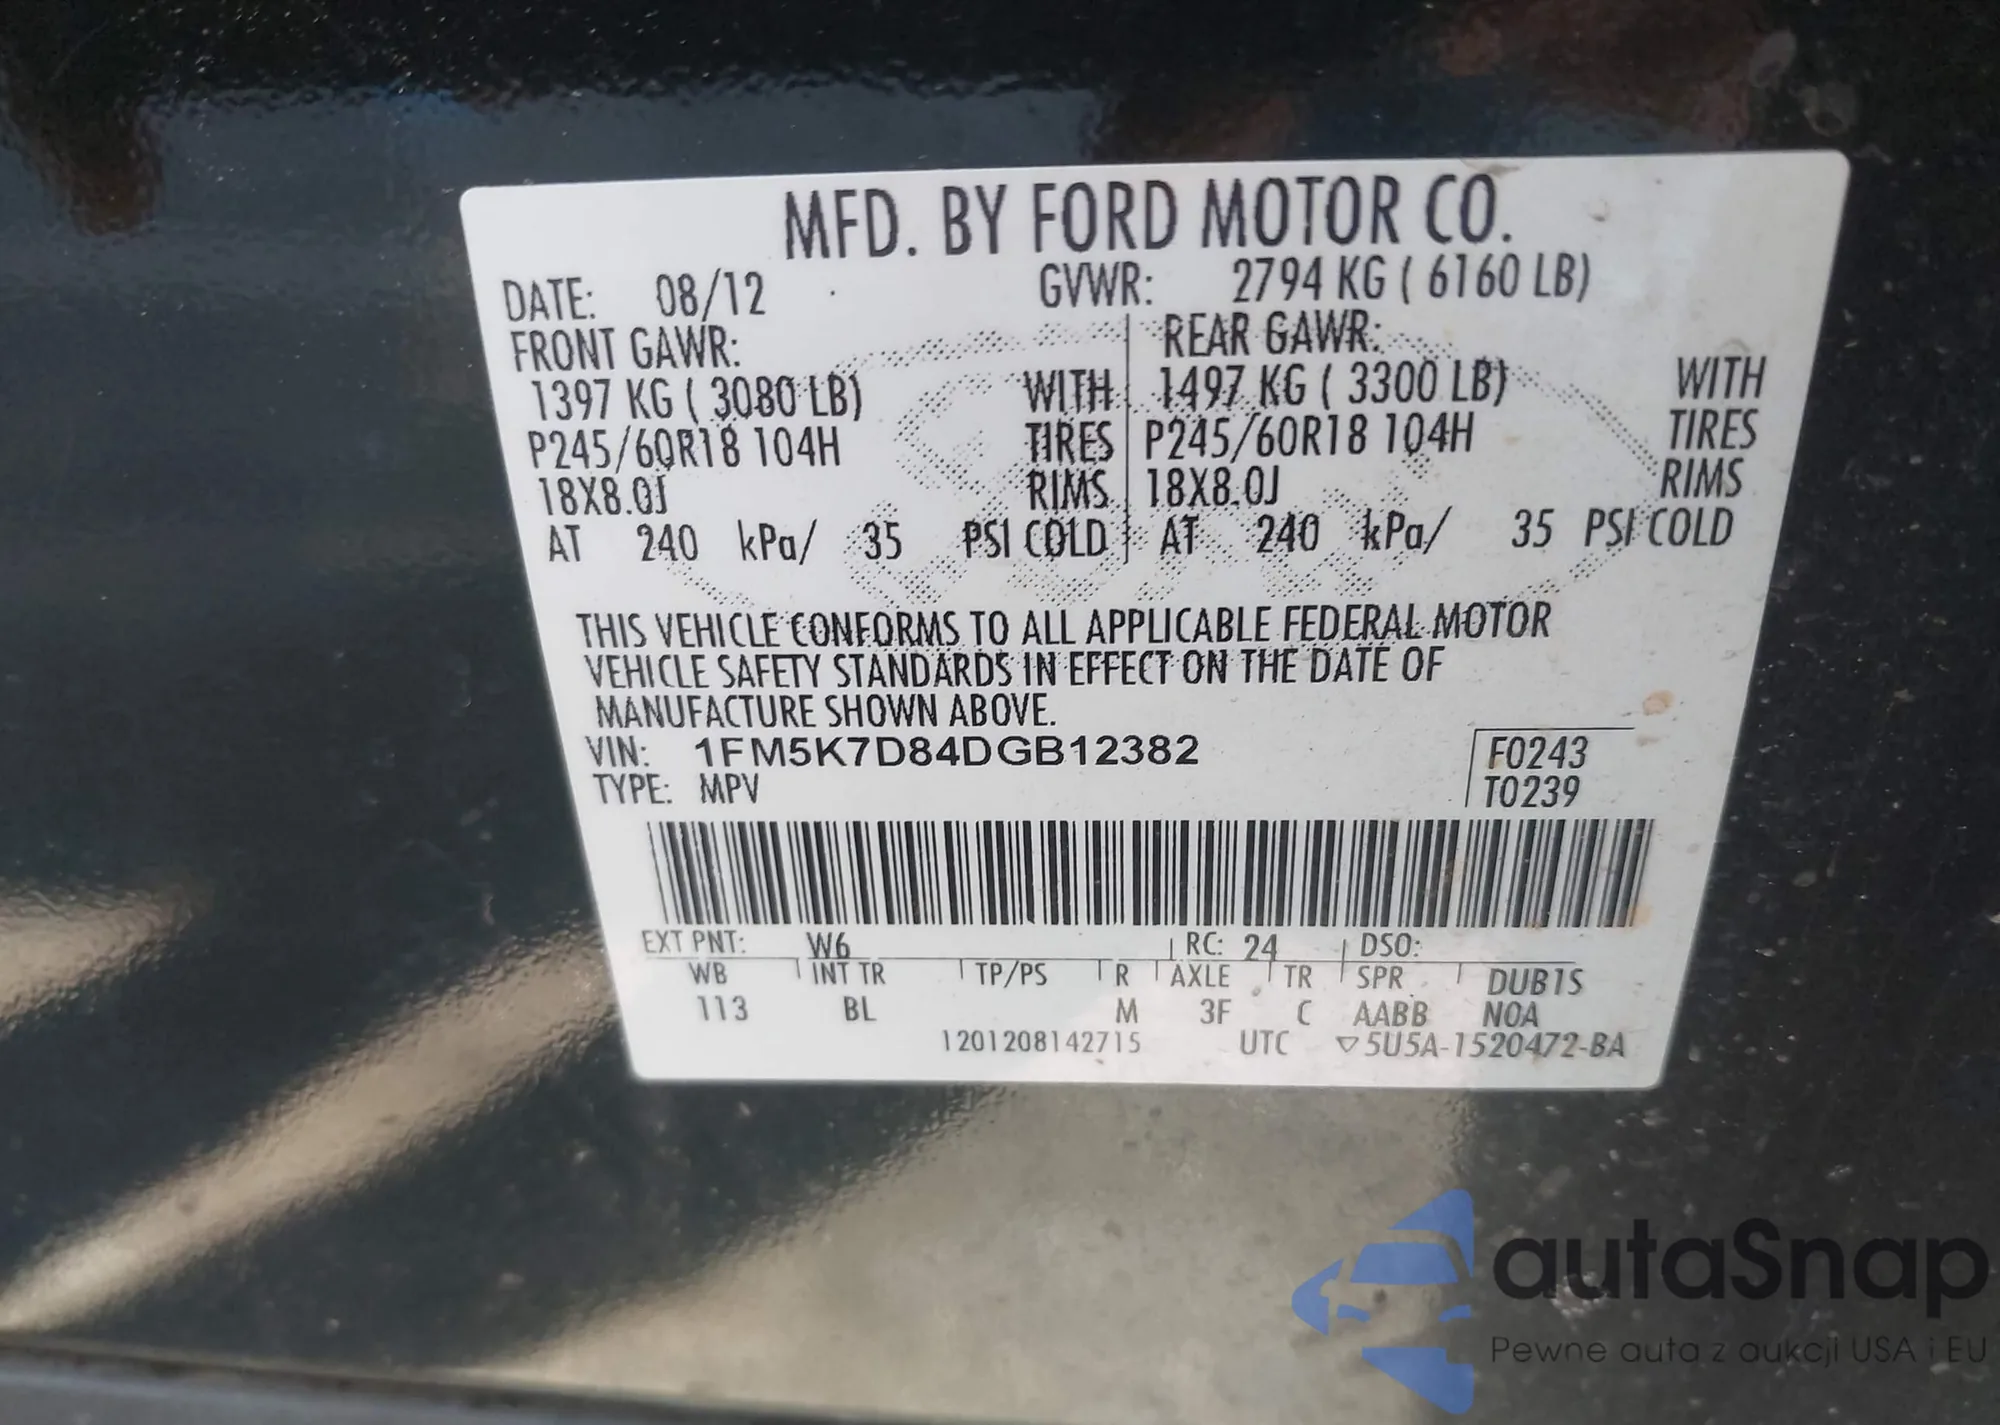 MFD. BY FORD MOTOR CO.
DATE: 08/12 GVWR: 2794 KG ( 6160 LB)
FRONT GAWR: REAR GAWR:
1397 KG ( 3080 LB) WITH 1497 KG ( 3300 LB) WITH
P245/60R18 104H TIRES P245/60R18 104H TIRES
18X8.0J RIMS 18X8.0J RIMS
AT 240 kPa/ 35 PSI COLD AT 240 kPa/ 35 PSI COLD
THIS VEHICLE CONFORMS TO ALL APPLICABLE FEDERAL MOTOR
VEHICLE SAFETY STANDARDS IN EFFECT ON THE DATE OF
MANUFACTURE SHOWN ABOVE.
VIN: 1FM5K7D84DGB12382 F0243
TYPE: MPV T0239
EXT PNT: W6 RC: 24 DSO:
WB INT TR TP/PS R AXLE TR SPR DUB1S
113 BL M 3F C AABB NOA
1201208142715 UTC ▽5U5A-1520472-BA
autaSnap
Pewne auta z aukcji USA i EU